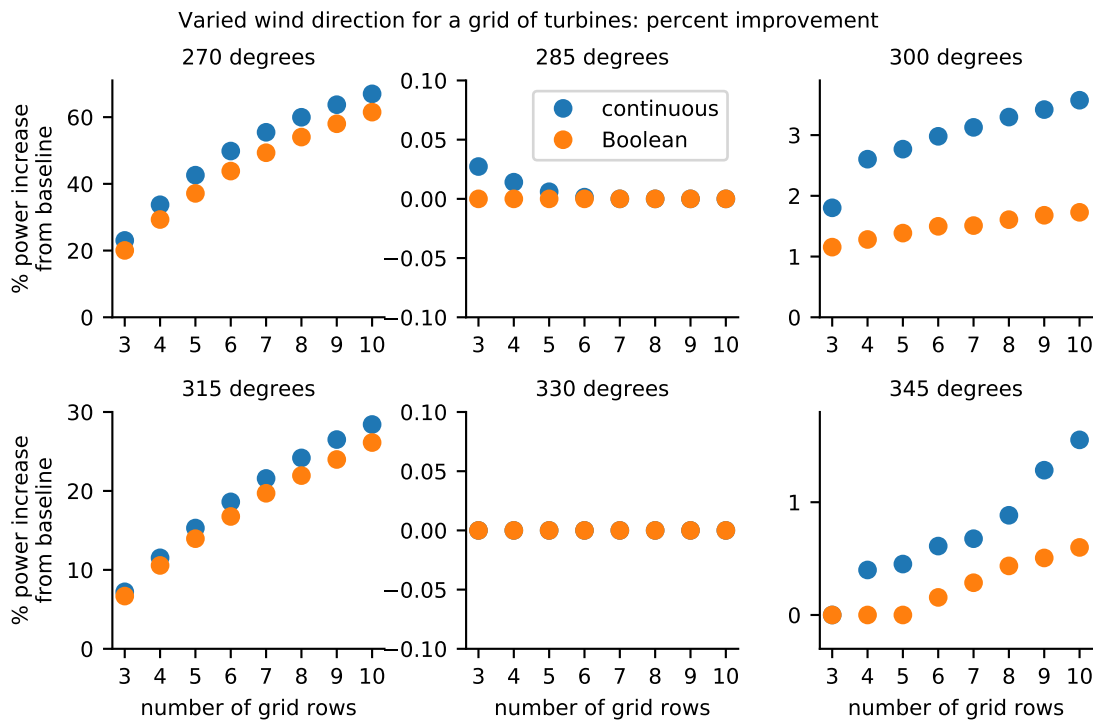 Varied wind direction for a grid of turbines: percent improvement
270 degrees
285 degrees
300 degrees
% power increase
from baseline
60
40
20
0
3 4 5 6 7 8 9 10
0.10
0.05
0.00
−0.05
−0.10
3 4 5 6 7 8 9 10
continuous
Boolean
3
2
1
0
3 4 5 6 7 8 9 10
315 degrees
330 degrees
345 degrees
% power increase
from baseline
30
20
10
0
3 4 5 6 7 8 9 10
number of grid rows
0.10
0.05
0.00
−0.05
−0.10
3 4 5 6 7 8 9 10
number of grid rows
1
0
3 4 5 6 7 8 9 10
number of grid rows